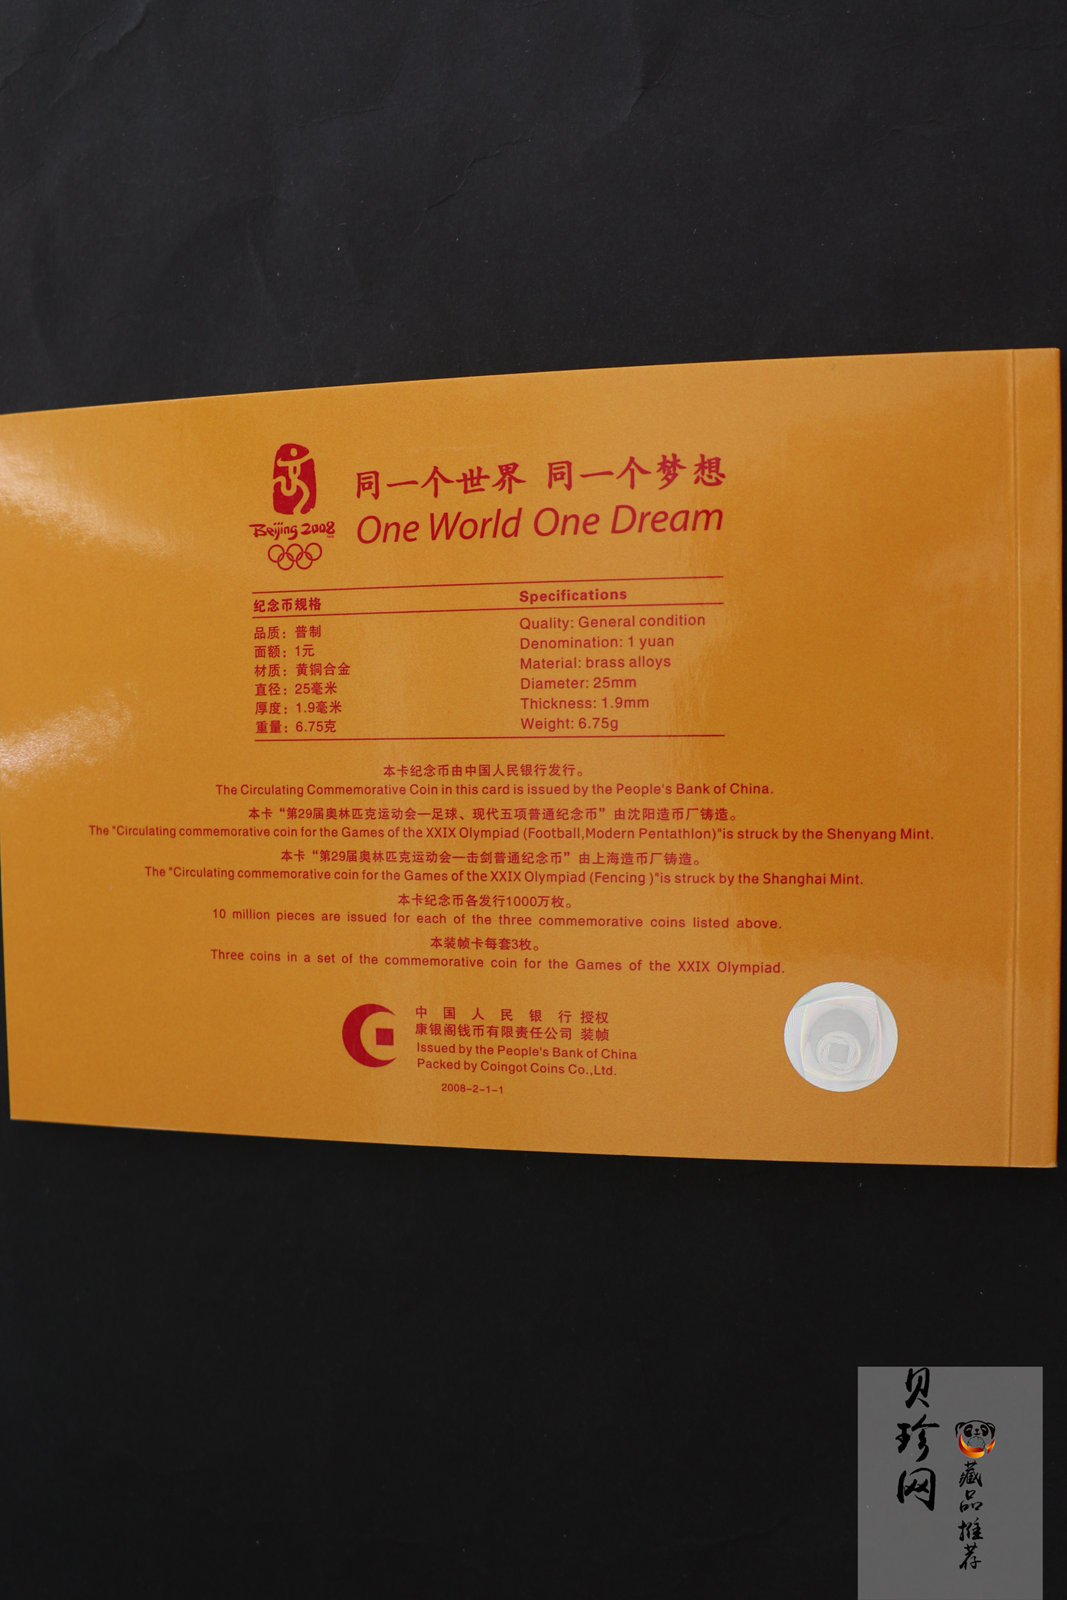 同一个世界 同一个梦想
Beijing 2008
One World One Dream
纪念币规格
品质：普制
面额：1元
材质：黄铜合金
直径：25毫米
厚度：1.9毫米
重量：6.75克
Specifications
Quality: General condition
Denomination: 1 yuan
Material: brass alloys
Diameter: 25mm
Thickness: 1.9mm
Weight: 6.75g
本卡纪念币由中国人民银行发行。
The Circulating Commemorative Coin in this card is issued by the People's Bank of China.
本卡“第29届奥林匹克运动会—足球、现代五项普通纪念币”由沈阳造币厂铸造。
The "Circulating commemorative coin for the Games of the XXIX Olympiad (Football,Modern Pentathlon)"is struck by the Shenyang Mint.
本卡“第29届奥林匹克运动会—击剑普通纪念币”由上海造币厂铸造。
The "Circulating commemorative coin for the Games of the XXIX Olympiad (Fencing )"is struck by the Shanghai Mint.
本卡纪念币各发行1000万枚。
10 million pieces are issued for each of the three commemorative coins listed above.
本装帧卡每套3枚。
Three coins in a set of the commemorative coin for the Games of the XXIX Olympiad.
中国人民银行 授权
康银阁钱币有限责任公司 装帧
Issued by the People's Bank of China
Packed by Coingot Coins Co.,Ltd.
2008-2-1-1
贝珍网
藏品推荐